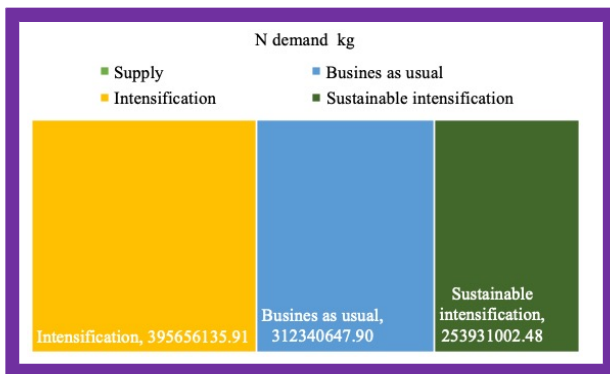 N demand kg
Supply
Busines as usual
Intensification
Sustainable intensification
Intensification, 395656135.91
Busines as usual,
312340647.90
Sustainable
intensification,
253931002.48